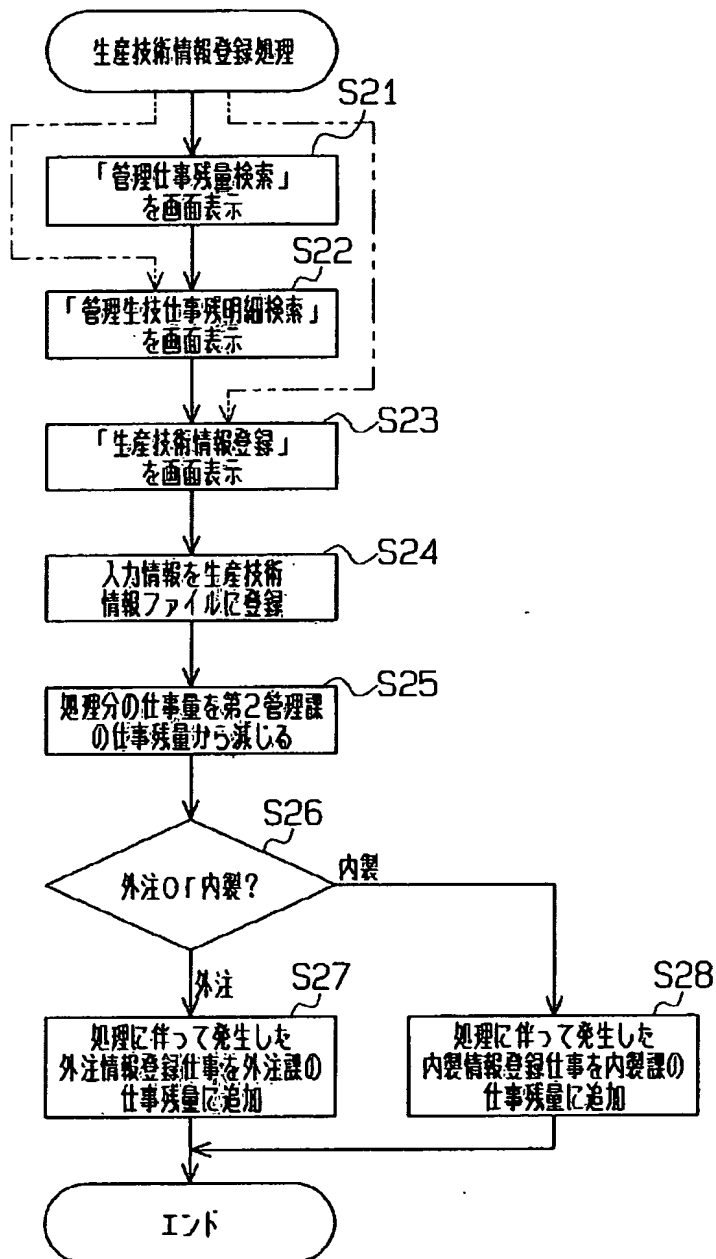 生産技術情報登録処理
S21
「管理仕事残量検索」
を画面表示
S22
「管理生技仕事残明細検索」
を画面表示
S23
「生産技術情報登録」
を画面表示
S24
入力情報を生産技術
情報ファイルに登録
S25
処理分の仕事量を第2管理課
の仕事残量から減じる
S26
外注or内製?
内製
外注
S27
処理に伴って発生した
外注情報登録仕事を外注課の
仕事残量に追加
S28
処理に伴って発生した
内製情報登録仕事を内製課の
仕事残量に追加
エンド